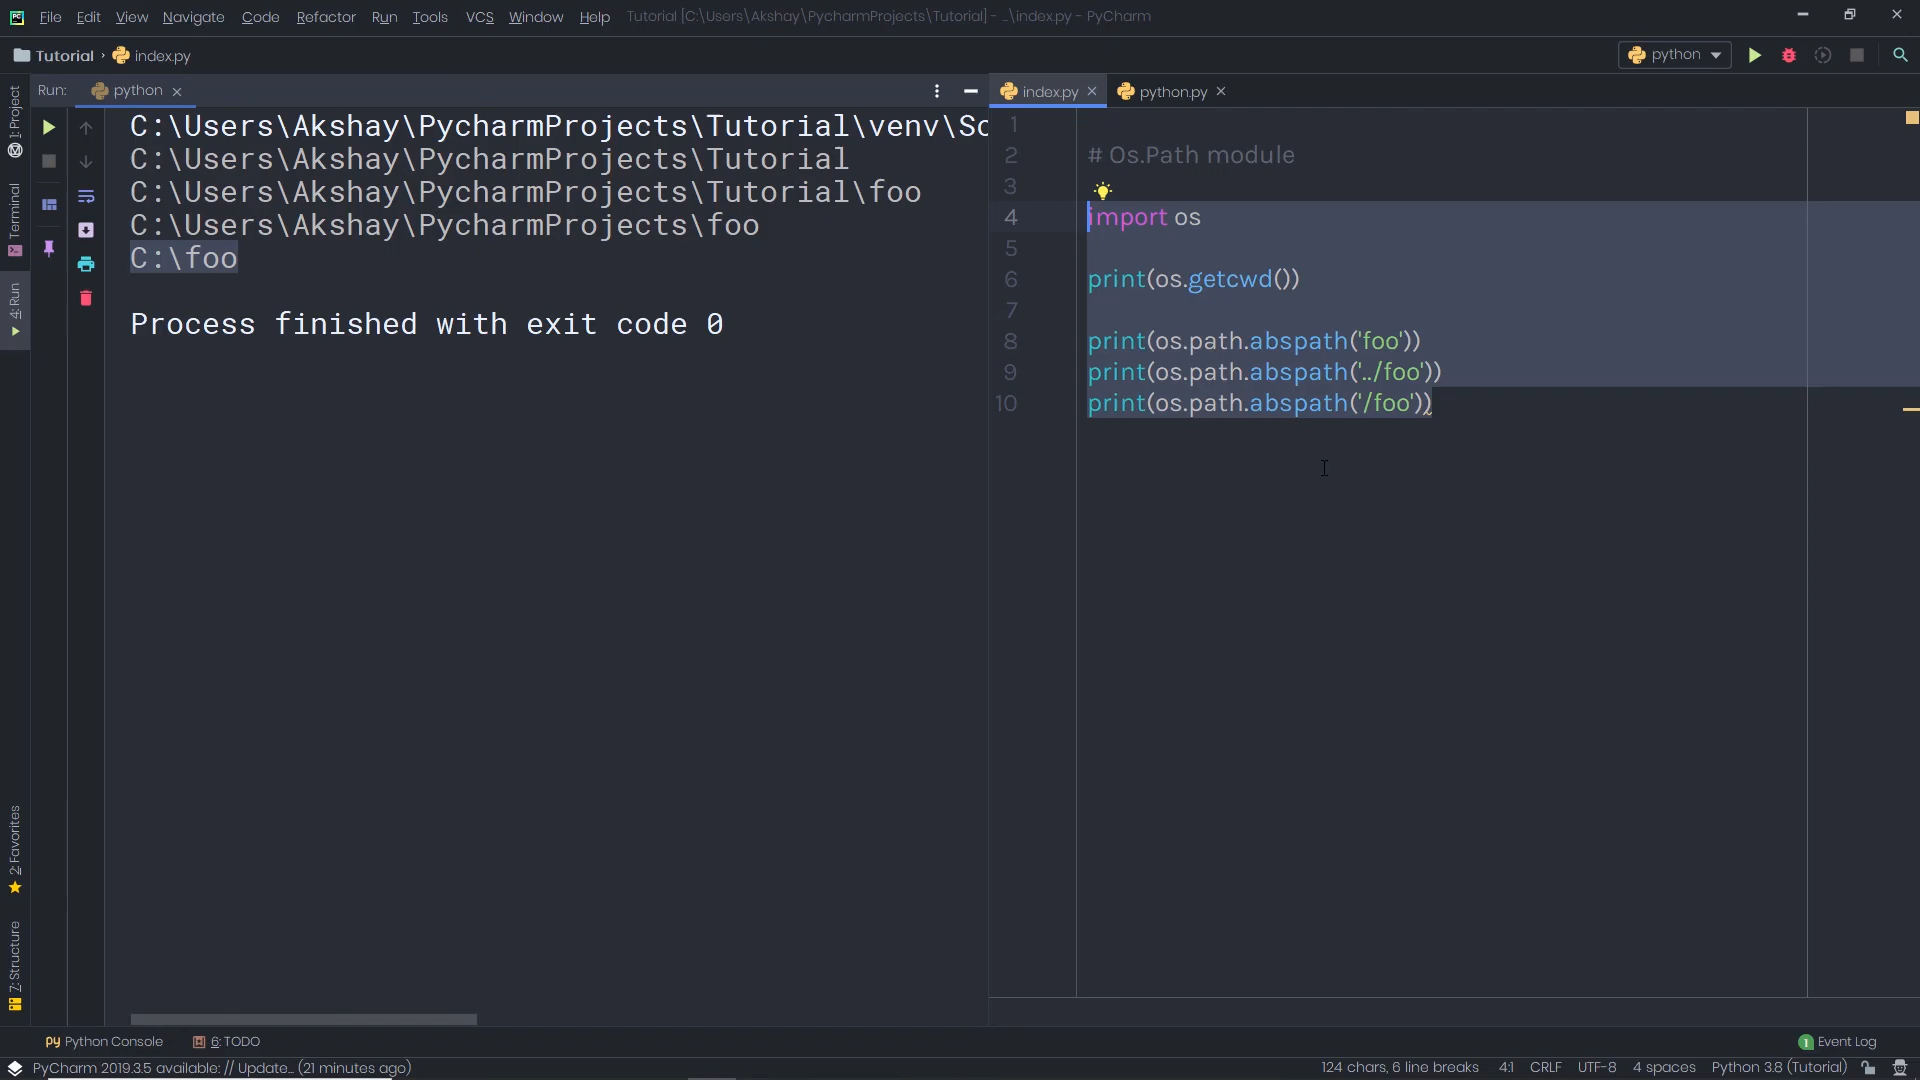 File Edit View Navigate Code Refactor Run Tools VCS Window Help Tutorial [C:\Users\Akshay\PycharmProjects\Tutorial] - ...\index.py - PyCharm
Tutorial index.py
python
Run: python
index.py python.py
1: Project
Terminal
4: Run
2: Favorites
7: Structure
C:\Users\Akshay\PycharmProjects\Tutorial\venv\Sc
C:\Users\Akshay\PycharmProjects\Tutorial
C:\Users\Akshay\PycharmProjects\Tutorial\foo
C:\Users\Akshay\PycharmProjects\foo
C:\foo
Process finished with exit code 0
1
2 # Os.Path module
3
4 import os
5
6 print(os.getcwd())
7
8 print(os.path.abspath('foo'))
9 print(os.path.abspath('../foo'))
10 print(os.path.abspath('/foo'))
Python Console 6: TODO
1 Event Log
PyCharm 2019.3.5 available: // Update... (21 minutes ago)
124 chars, 6 line breaks 4:1 CRLF UTF-8 4 spaces Python 3.8 (Tutorial)